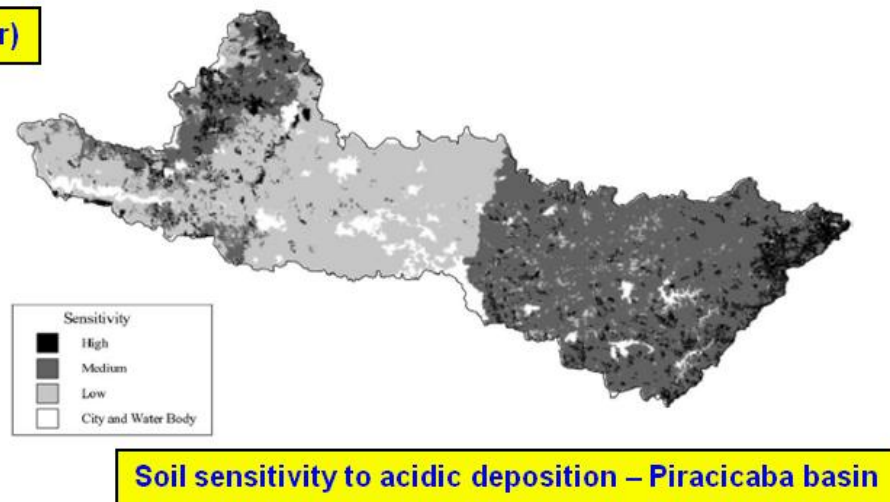 r)
Sensitivity
High
Medium
Low
City and Water Body
Soil sensitivity to acidic deposition – Piracicaba basin